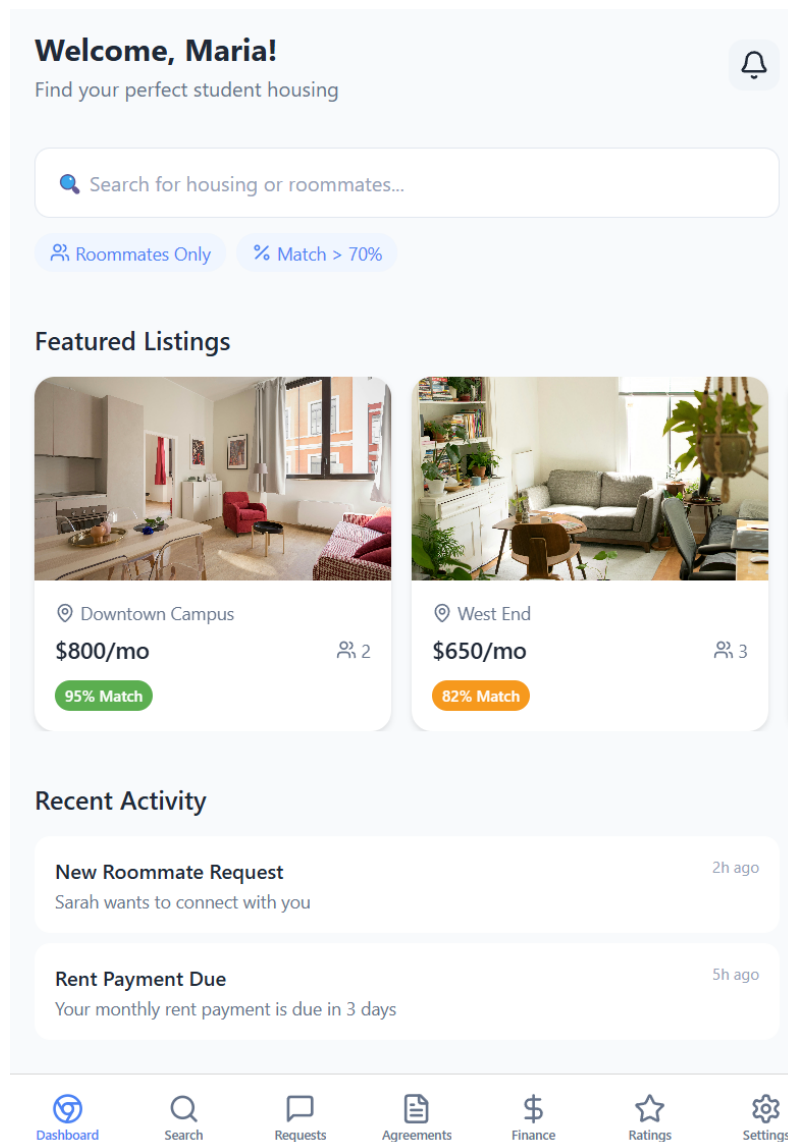 Welcome, Maria!
Find your perfect student housing
Search for housing or roommates...
Roommates Only
Match > 70%
Featured Listings
Downtown Campus
$800/mo
2
95% Match
West End
$650/mo
3
82% Match
Recent Activity
New Roommate Request
2h ago
Sarah wants to connect with you
Rent Payment Due
5h ago
Your monthly rent payment is due in 3 days
Dashboard
Search
Requests
Agreements
Finance
Ratings
Settings